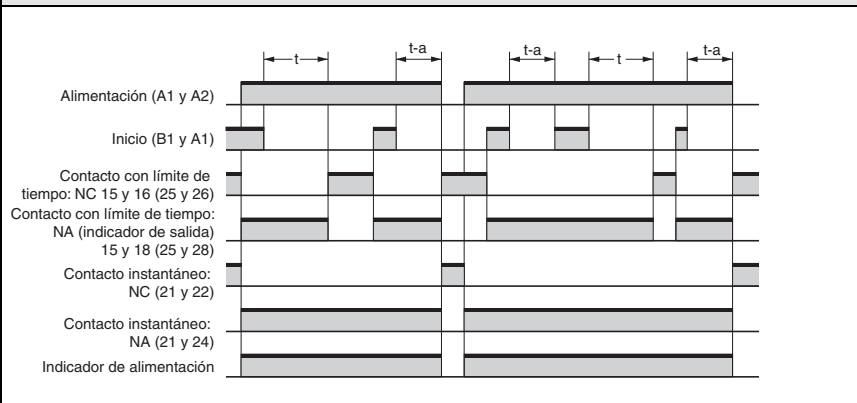 t
t-a
t-a
t
t-a
Alimentación (A1 y A2)
Inicio (B1 y A1)
Contacto con límite de
tiempo: NC 15 y 16 (25 y 26)
Contacto con límite de tiempo:
NA (indicador de salida)
15 y 18 (25 y 28)
Contacto instantáneo:
NC (21 y 22)
Contacto instantáneo:
NA (21 y 24)
Indicador de alimentación